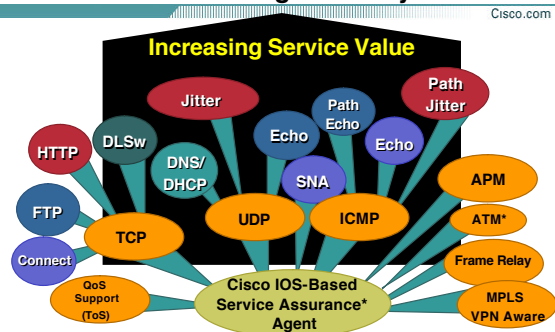 Cisco.com
Increasing Service Value
Jitter
Path
Jitter
Path
Echo
Echo
Echo
HTTP
DLSw
DNS/
DHCP
SNA
APM
FTP
UDP
ICMP
ATM*
TCP
Connect
Frame Relay
QoS
Support
(ToS)
Cisco IOS-Based
Service Assurance*
Agent
MPLS
VPN Aware